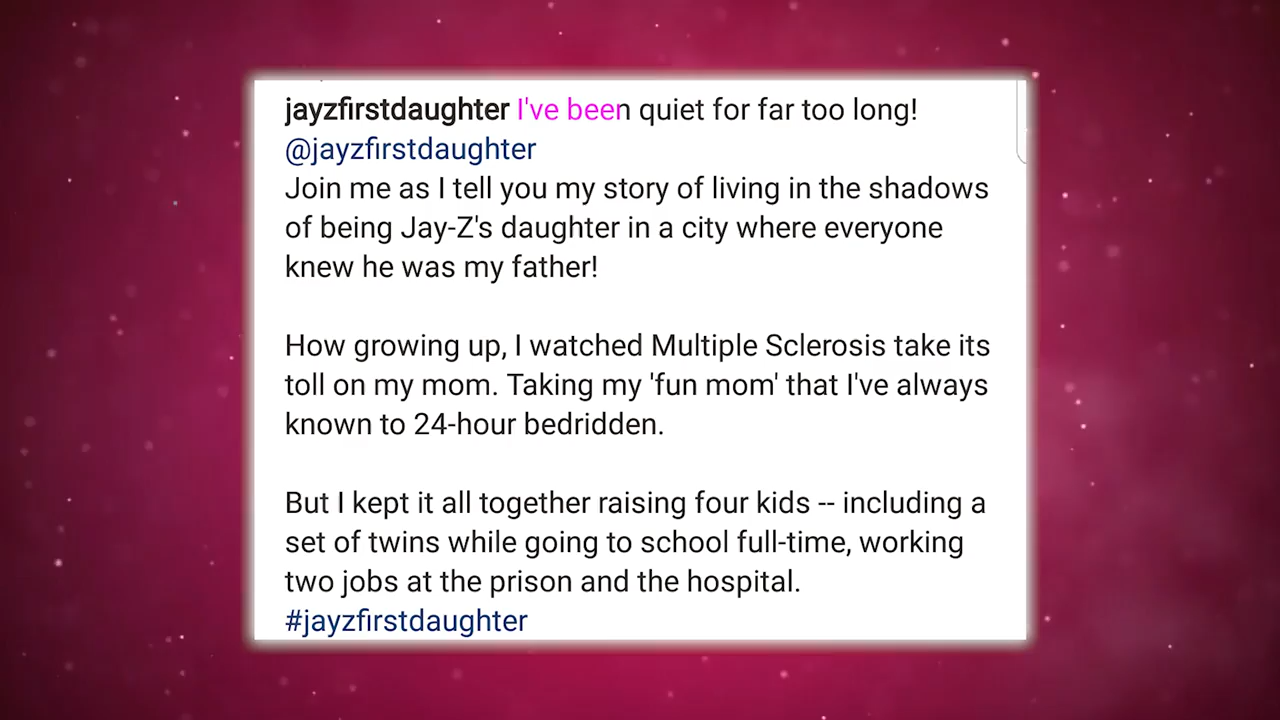 jayzfirstdaughter I've been quiet for far too long!
@jayzfirstdaughter
Join me as I tell you my story of living in the shadows
of being Jay-Z's daughter in a city where everyone
knew he was my father!
How growing up, I watched Multiple Sclerosis take its
toll on my mom. Taking my 'fun mom' that I've always
known to 24-hour bedridden.
But I kept it all together raising four kids -- including a
set of twins while going to school full-time, working
two jobs at the prison and the hospital.
#jayzfirstdaughter